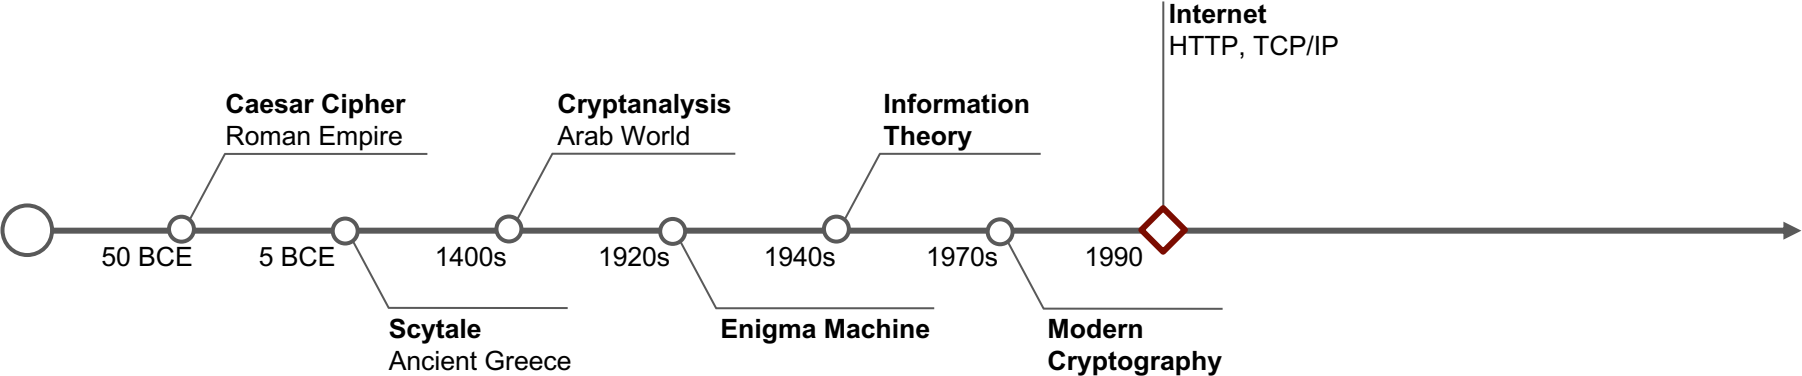 Internet
HTTP, TCP/IP
Caesar Cipher
Roman Empire
Cryptanalysis
Arab World
Information
Theory
50 BCE
5 BCE
1400s
1920s
1940s
1970s
1990
Scytale
Ancient Greece
Enigma Machine
Modern
Cryptography